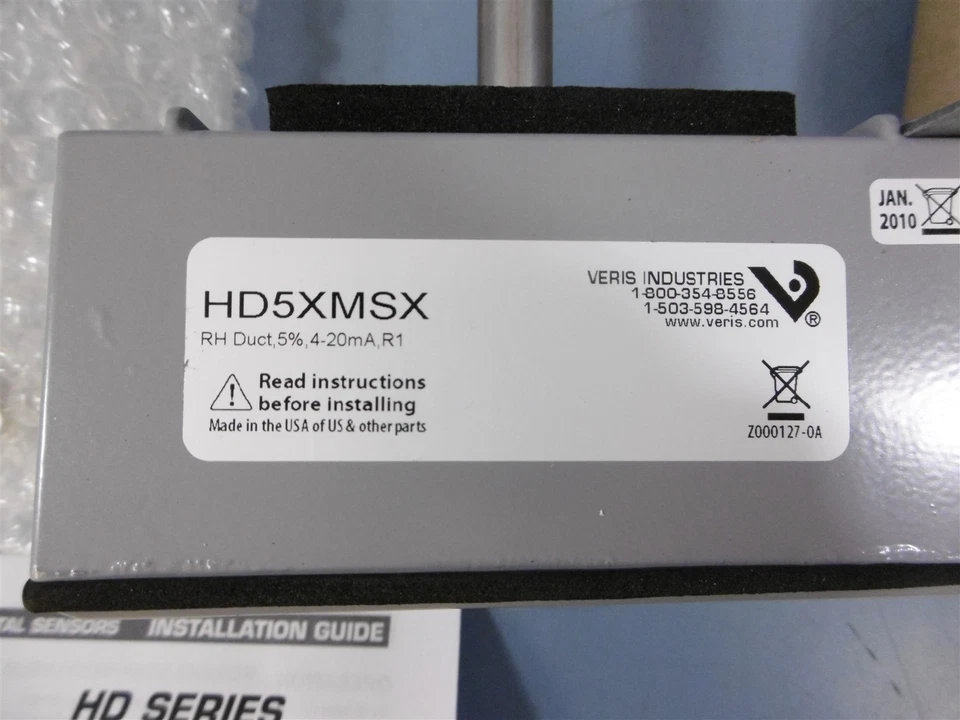 JAN.
2010
HD5XMSX
RH Duct,5%,4-20mA,R1
Read instructions
before installing
Made in the USA of US & other parts
VERIS INDUSTRIES
1-800-354-8556
1-503-598-4564
www.veris.com
®
Z000127-0A
SENSORS INSTALLATION GUIDE
HD SERIES